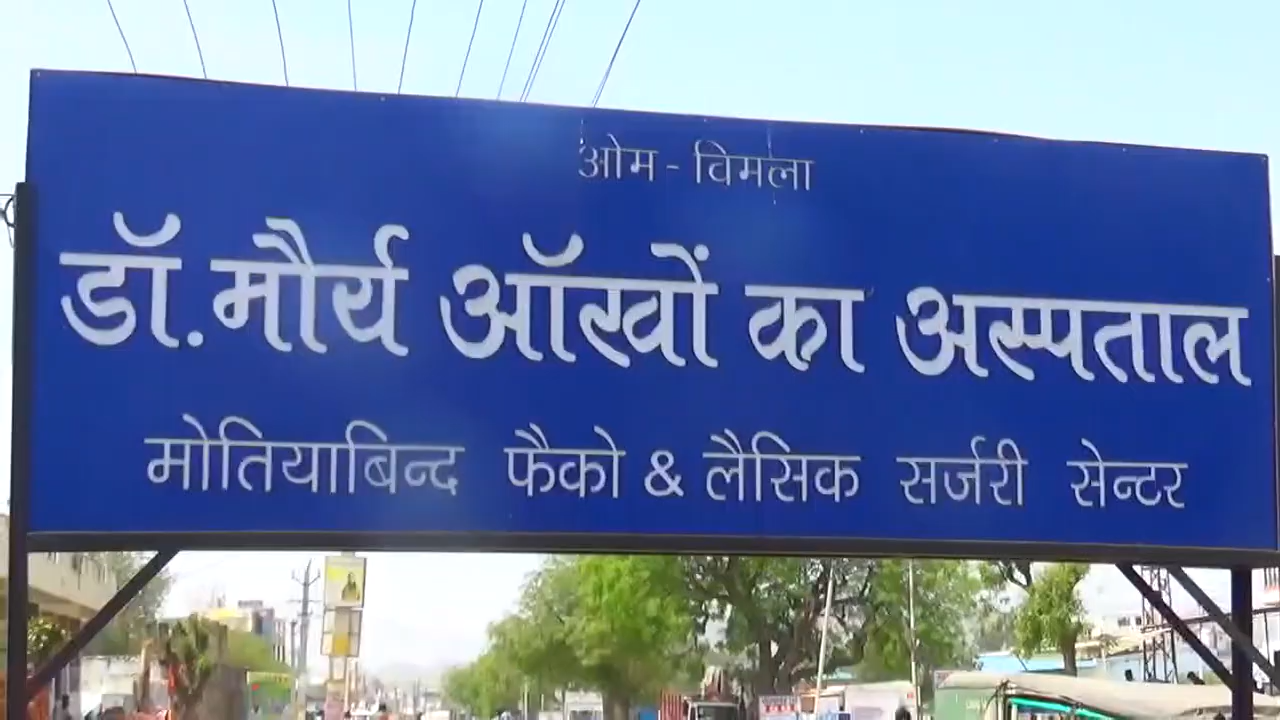 ओम - विमला
डॉ. मौर्य ऑखों का अस्पताल
मोतियाबिन्द फैको & लैसिक सर्जरी सेन्टर